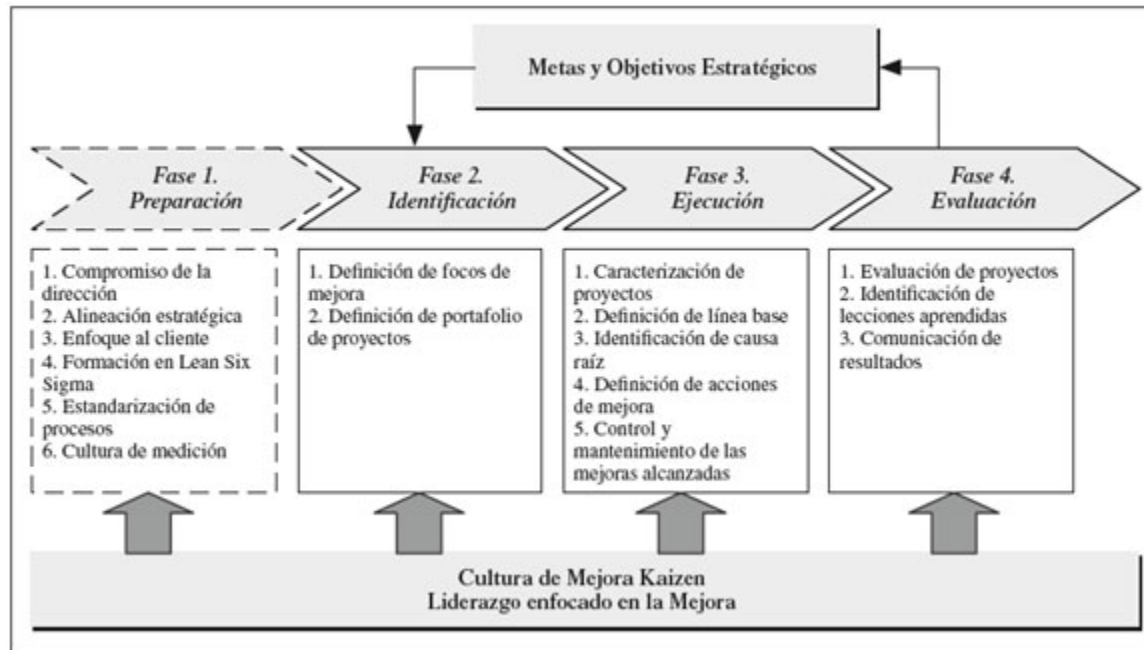 Metas y Objetivos Estratégicos
Fase 1.
Preparación
Fase 2.
Identificación
Fase 3.
Ejecución
Fase 4.
Evaluación
1. Compromiso de la
dirección
2. Alineación estratégica
3. Enfoque al cliente
4. Formación en Lean Six
Sigma
5. Estandarización de
procesos
6. Cultura de medición
1. Definición de focos de
mejora
2. Definición de portafolio
de proyectos
1. Caracterización de
proyectos
2. Definición de línea base
3. Identificación de causa
raíz
4. Definición de acciones
de mejora
5. Control y
mantenimiento de las
mejoras alcanzadas
1. Evaluación de proyectos
2. Identificación de
lecciones aprendidas
3. Comunicación de
resultados
Cultura de Mejora Kaizen
Liderazgo enfocado en la Mejora